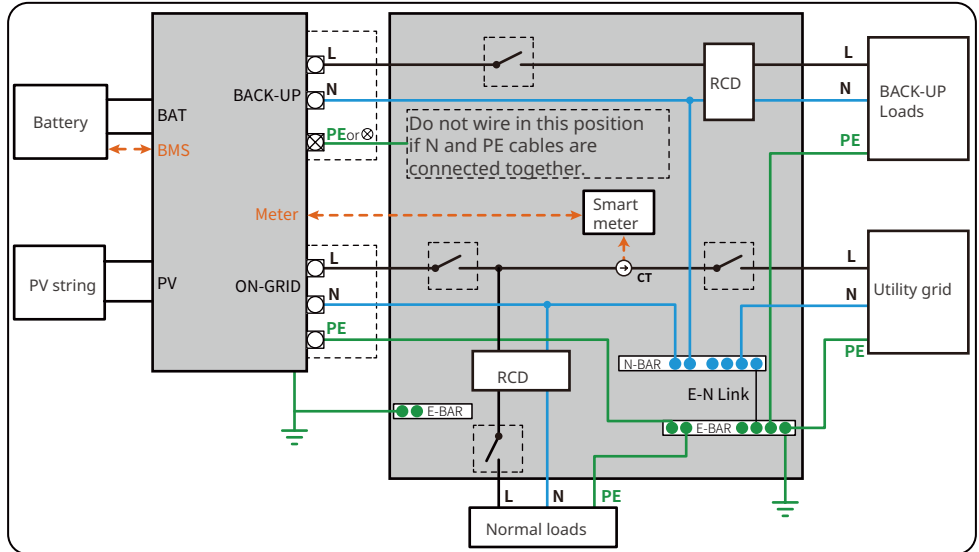 L
RCD
L
N
BACK-UP
N
BACK-UP
Loads
Battery
BAT
PE or ⊗
Do not wire in this position
if N and PE cables are
connected together.
PE
BMS
Meter
Smart
meter
L
L
CT
PV string
PV
ON-GRID
N
N
Utility grid
PE
PE
N-BAR
RCD
E-N Link
E-BAR
E-BAR
L
N
PE
Normal loads